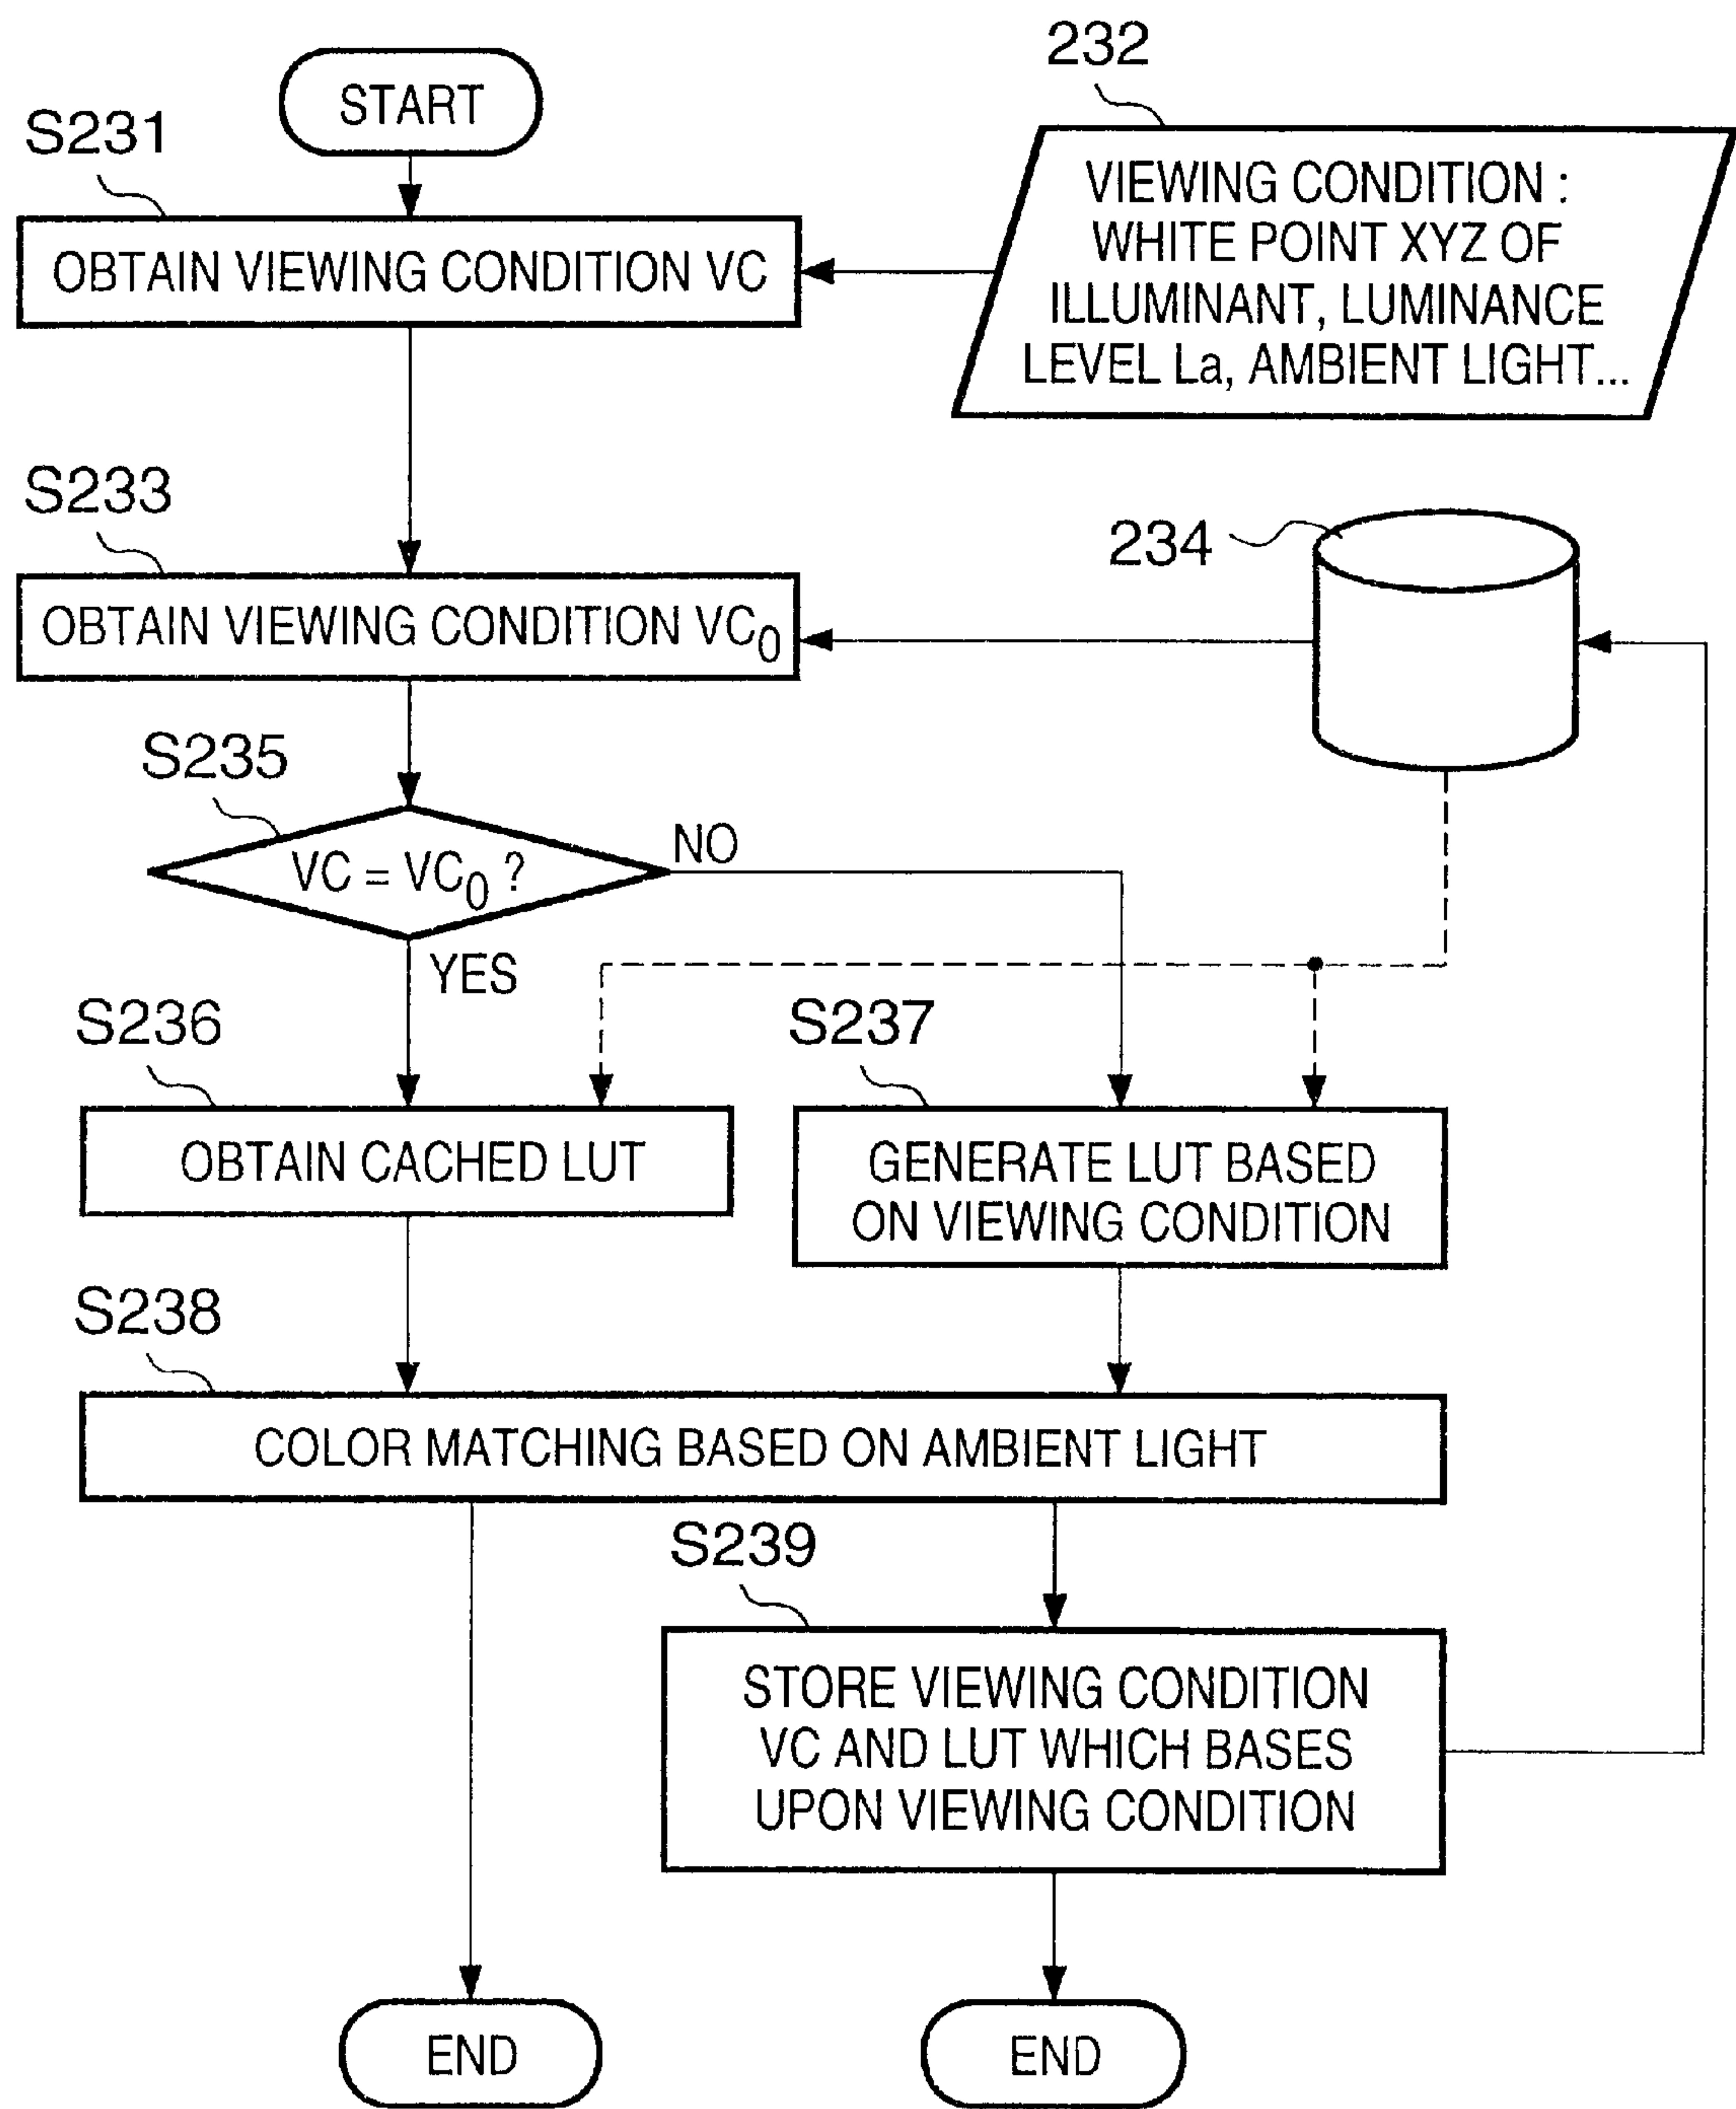 232
START
S231
VIEWING CONDITION :
WHITE POINT XYZ OF
ILLUMINANT, LUMINANCE
LEVEL La, AMBIENT LIGHT...
OBTAIN VIEWING CONDITION VC
S233
234
OBTAIN VIEWING CONDITION VC0
S235
NO
VC = VC0 ?
YES
S236
S237
OBTAIN CACHED LUT
GENERATE LUT BASED
ON VIEWING CONDITION
S238
COLOR MATCHING BASED ON AMBIENT LIGHT
S239
STORE VIEWING CONDITION
VC AND LUT WHICH BASES
UPON VIEWING CONDITION
END
END